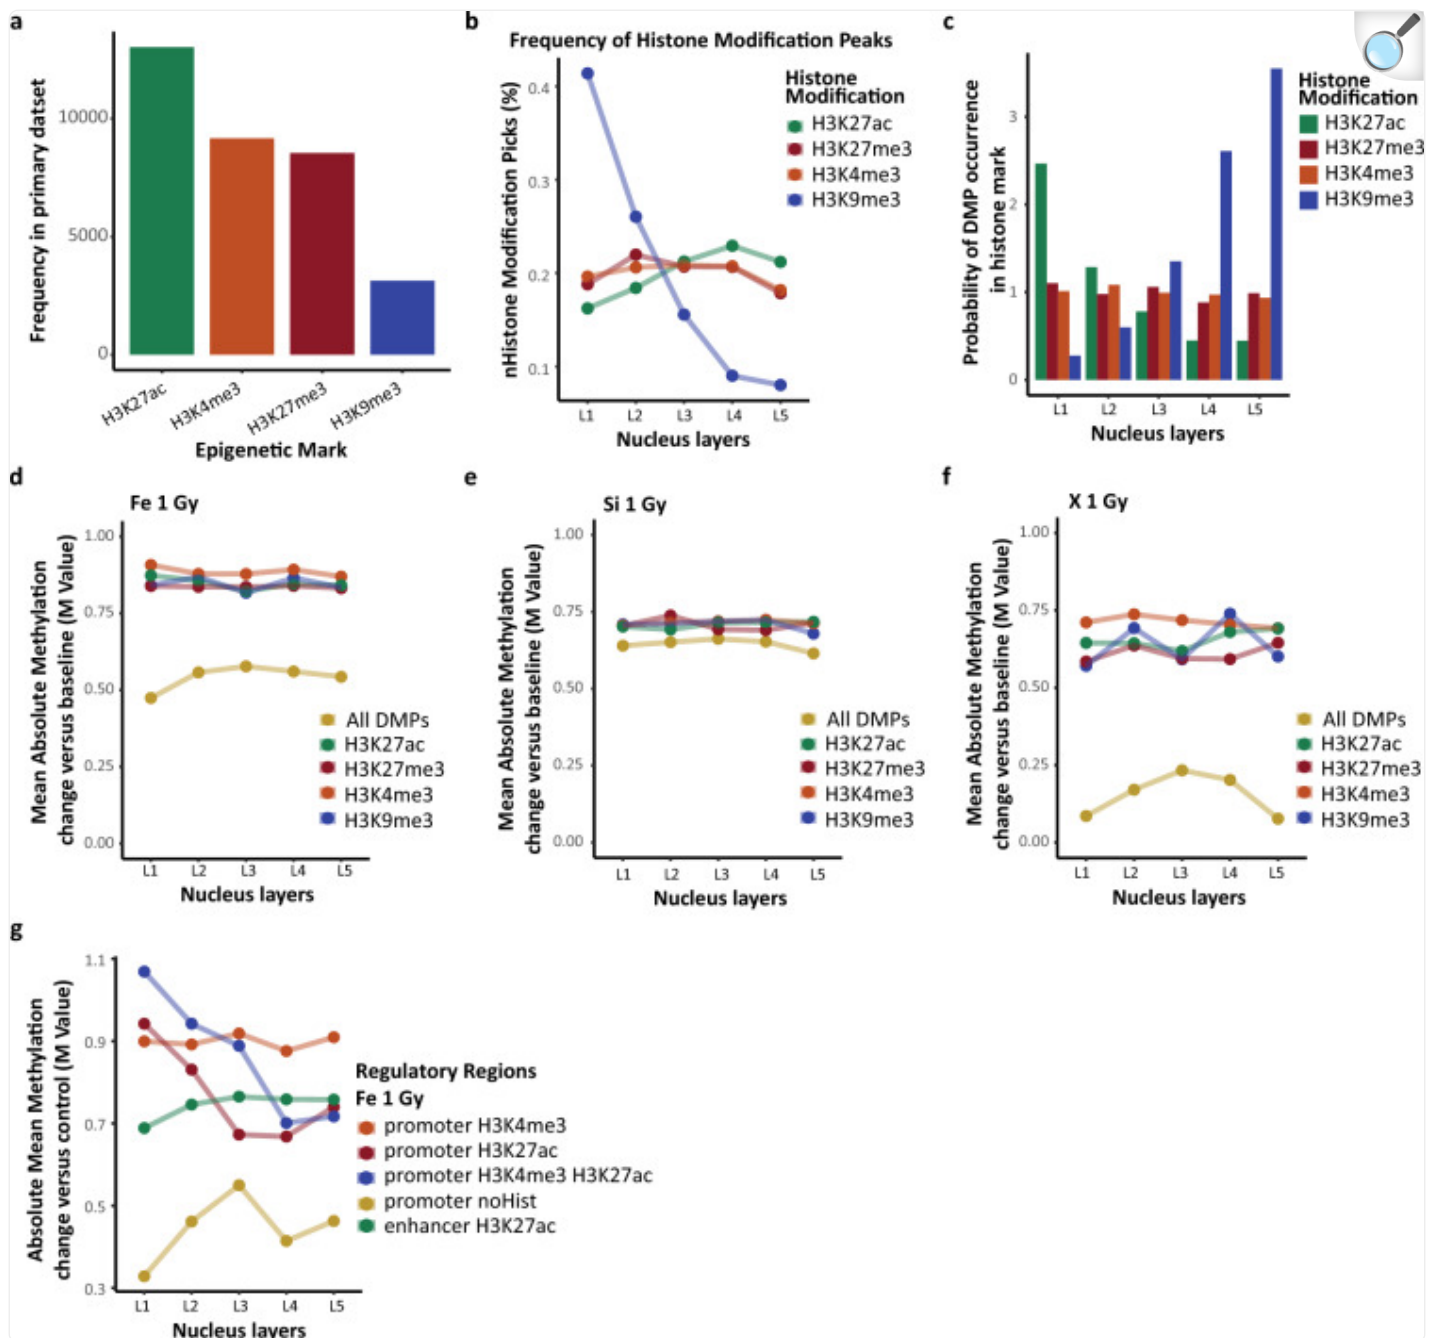 a
Frequency in primary datset
10000
5000
0
H3K27ac
H3K4me3
H3K27me3
H3K9me3
Epigenetic Mark
b
Frequency of Histone Modification Peaks
nHistone Modification Picks (%)
0.4
0.3
0.2
0.1
L1 L2 L3 L4 L5
Nucleus layers
Histone
Modification
H3K27ac
H3K27me3
H3K4me3
H3K9me3
c
Probability of DMP occurrence
in histone mark
3
2
1
0
L1 L2 L3 L4 L5
Nucleus layers
Histone
Modification
H3K27ac
H3K27me3
H3K4me3
H3K9me3
d
Fe 1 Gy
Mean Absolute Methylation
change versus baseline (M Value)
1.00
0.75
0.50
0.25
0.00
All DMPs
H3K27ac
H3K27me3
H3K4me3
H3K9me3
L1 L2 L3 L4 L5
Nucleus layers
e
Si 1 Gy
Mean Absolute Methylation
change versus baseline (M Value)
1.00
0.75
0.50
0.25
0.00
All DMPs
H3K27ac
H3K27me3
H3K4me3
H3K9me3
L1 L2 L3 L4 L5
Nucleus layers
f
X 1 Gy
Mean Absolute Methylation
change versus baseline (M Value)
1.00
0.75
0.50
0.25
0.00
All DMPs
H3K27ac
H3K27me3
H3K4me3
H3K9me3
L1 L2 L3 L4 L5
Nucleus layers
g
Absolute Mean Methylation
change versus control (M Value)
1.1
0.9
0.7
0.5
0.3
L1 L2 L3 L4 L5
Nucleus layers
Regulatory Regions
Fe 1 Gy
promoter H3K4me3
promoter H3K27ac
promoter H3K4me3 H3K27ac
promoter noHist
enhancer H3K27ac